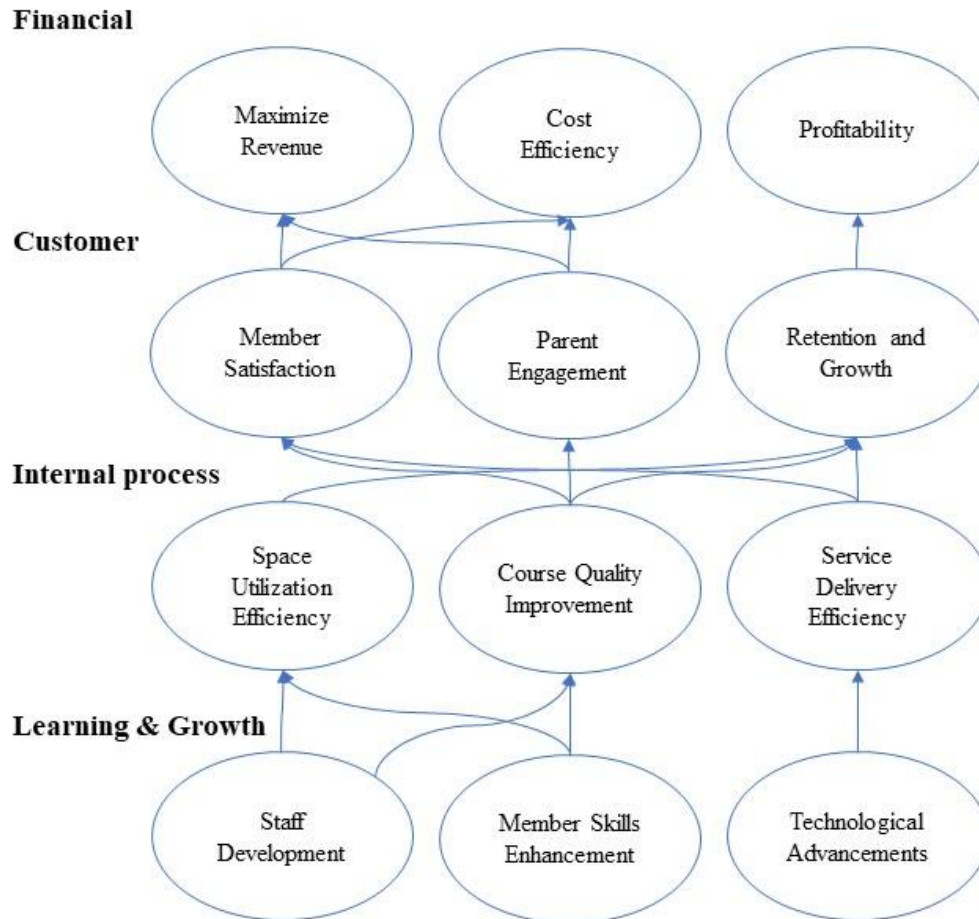 Financial
Maximize
Revenue
Cost
Efficiency
Profitability
Customer
Member
Satisfaction
Parent
Engagement
Retention and
Growth
Internal process
Space
Utilization
Efficiency
Course Quality
Improvement
Service
Delivery
Efficiency
Learning & Growth
Staff
Development
Member Skills
Enhancement
Technological
Advancements